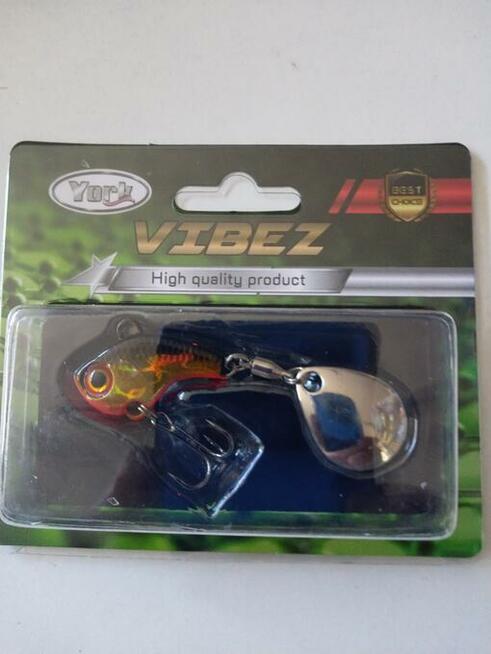 York
BEST
CHOICE
VIBEZ
High quality product